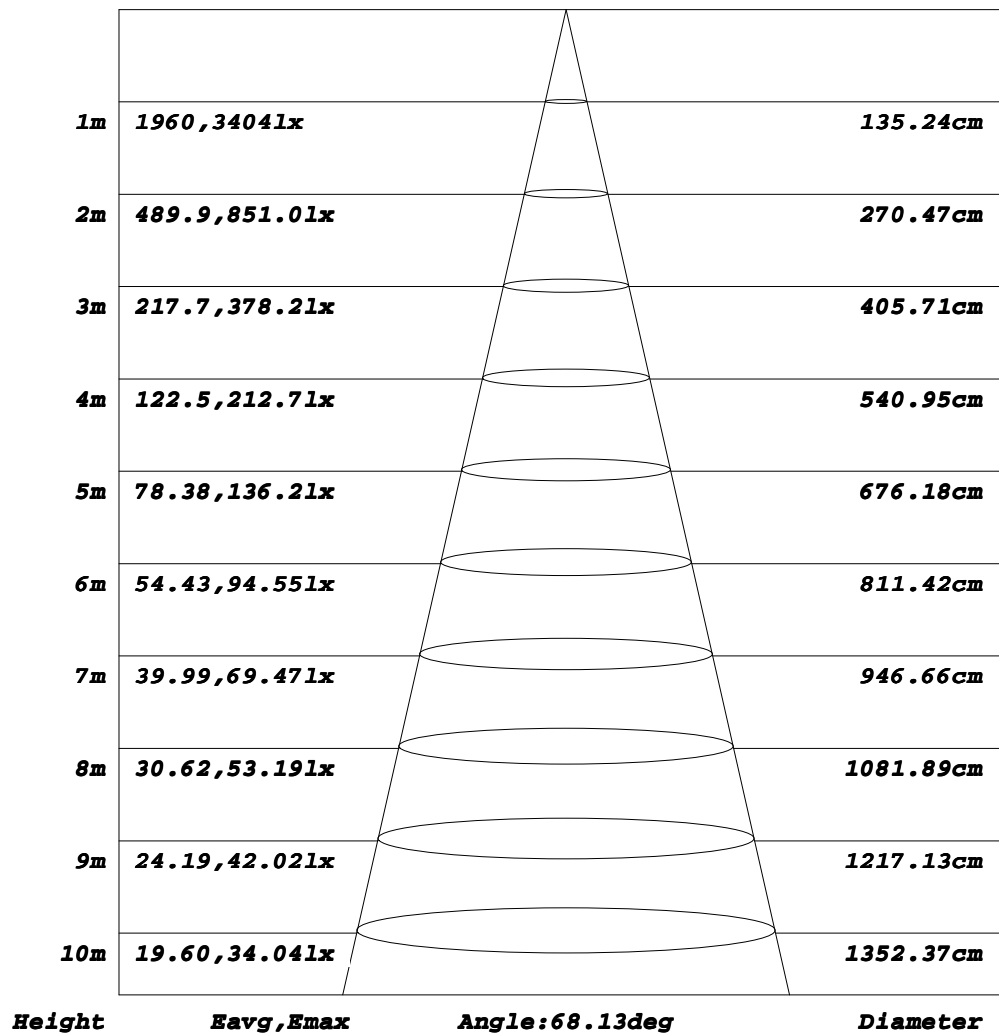 1m 1960,3404lx 135.24cm
2m 489.9,851.0lx 270.47cm
3m 217.7,378.2lx 405.71cm
4m 122.5,212.7lx 540.95cm
5m 78.38,136.2lx 676.18cm
6m 54.43,94.55lx 811.42cm
7m 39.99,69.47lx 946.66cm
8m 30.62,53.19lx 1081.89cm
9m 24.19,42.02lx 1217.13cm
10m 19.60,34.04lx 1352.37cm
Height Eavg,Emax Angle:68.13deg Diameter